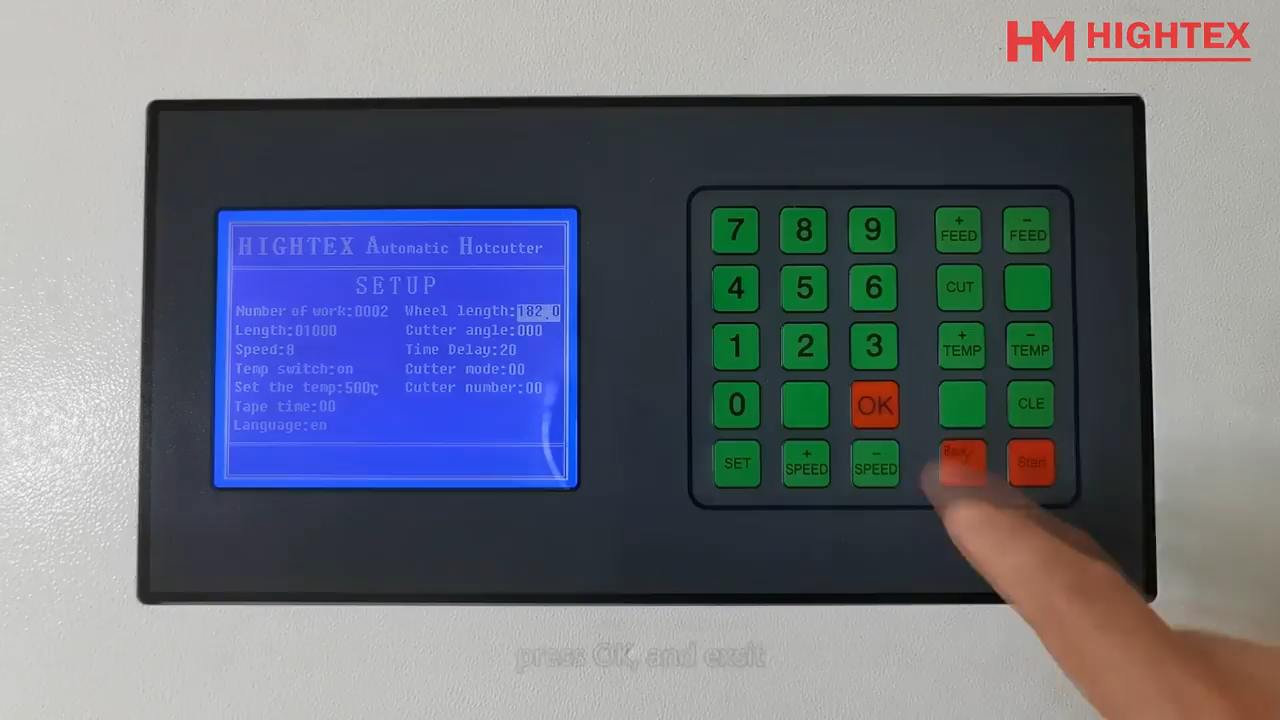 HM HIGHTEX
HIGHTEX Automatic Hotcutter
SETUP
Number of work:0002 Wheel length:182.0
Length:01000 Cutter angle:000
Speed:8 Time Delay:20
Temp switch:on Cutter mode:00
Set the temp:500℃ Cutter number:00
Tape time:00
Language:en
7 8 9 + FEED - FEED
4 5 6 CUT
1 2 3 + TEMP - TEMP
0 OK CLE
SET + SPEED - SPEED Start
press OK, and exsit